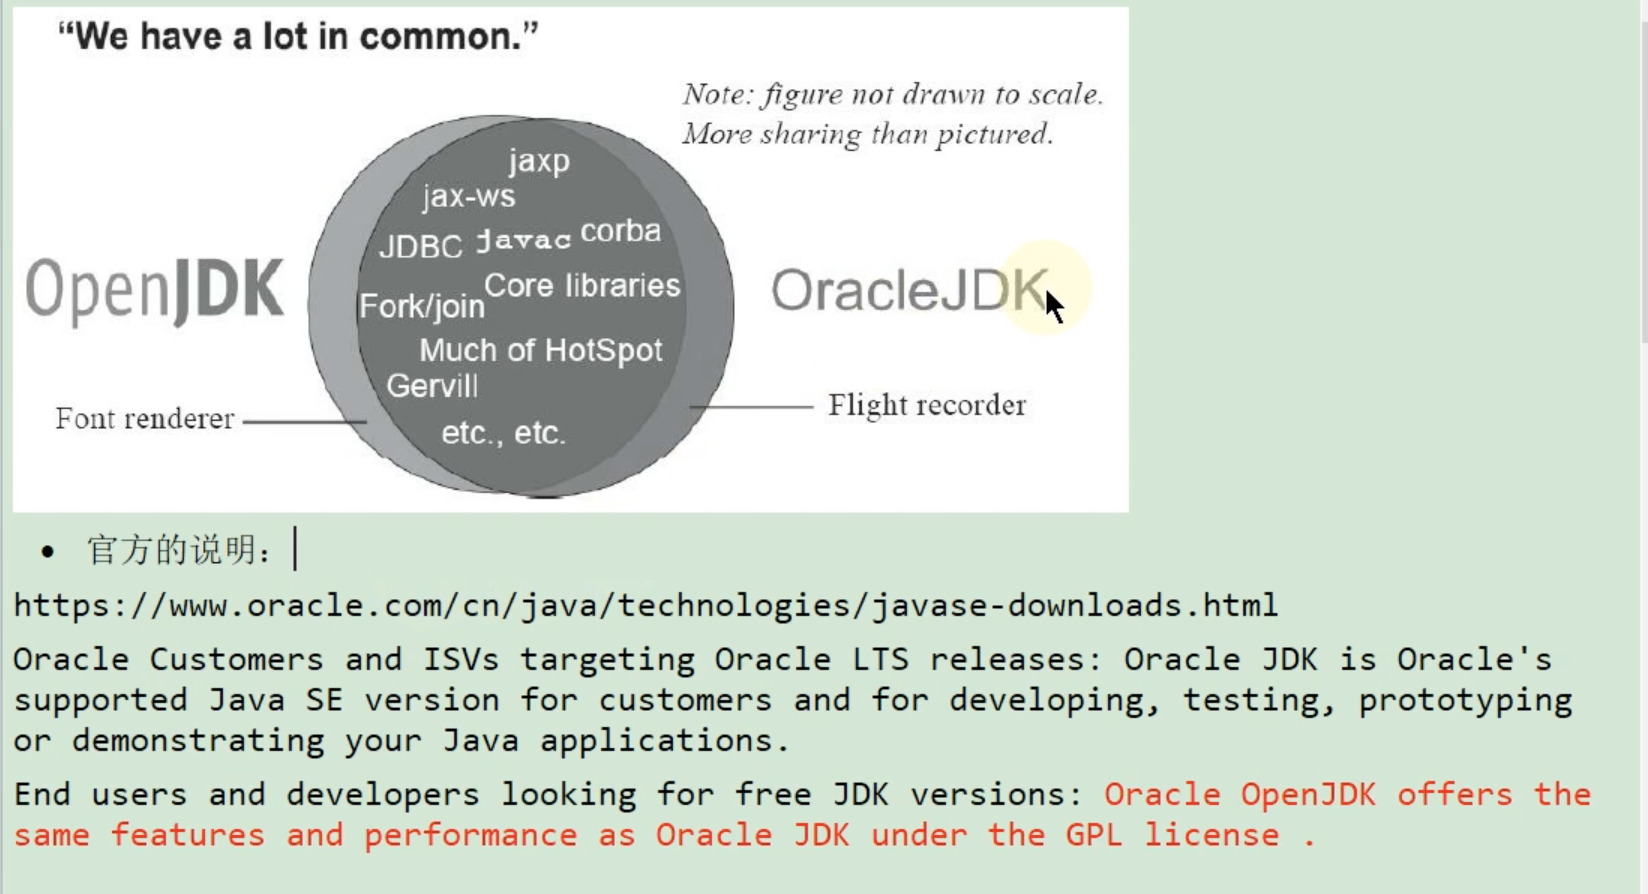 “We have a lot in common.”
Note: figure not drawn to scale.
More sharing than pictured.
jaxp
jax-ws
JDBC javac corba
Core libraries
Fork/join
Much of HotSpot
Gervill
etc., etc.
OpenJDK
OracleJDK
Font renderer
Flight recorder
• 官方的说明：
https://www.oracle.com/cn/java/technologies/javase-downloads.html
Oracle Customers and ISVs targeting Oracle LTS releases: Oracle JDK is Oracle's
supported Java SE version for customers and for developing, testing, prototyping
or demonstrating your Java applications.
End users and developers looking for free JDK versions: Oracle OpenJDK offers the
same features and performance as Oracle JDK under the GPL license .